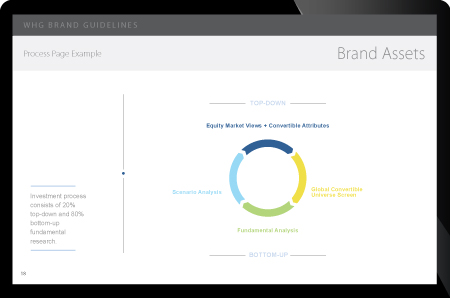 WHG BRAND GUIDELINES
Process Page Example
Brand Assets
TOP-DOWN
Equity Market Views + Convertible Attributes
Scenario Analysis
Global Convertible
Universe Screen
Investment process
consists of 20%
top-down and 80%
bottom-up
fundamental
research
Fundamental Analysis
BOTTOM-UP